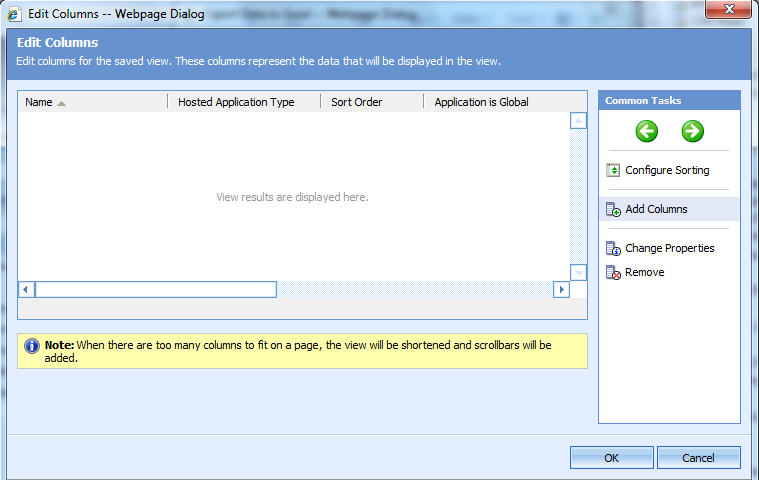 Edit Columns -- Webpage Dialog
Edit Columns
Edit columns for the saved view. These columns represent the data that will be displayed in the view.
Name Hosted Application Type Sort Order Application is Global
View results are displayed here.
Note: When there are too many columns to fit on a page, the view will be shortened and scrollbars will be
added.
Common Tasks
Configure Sorting
Add Columns
Change Properties
Remove
OK Cancel